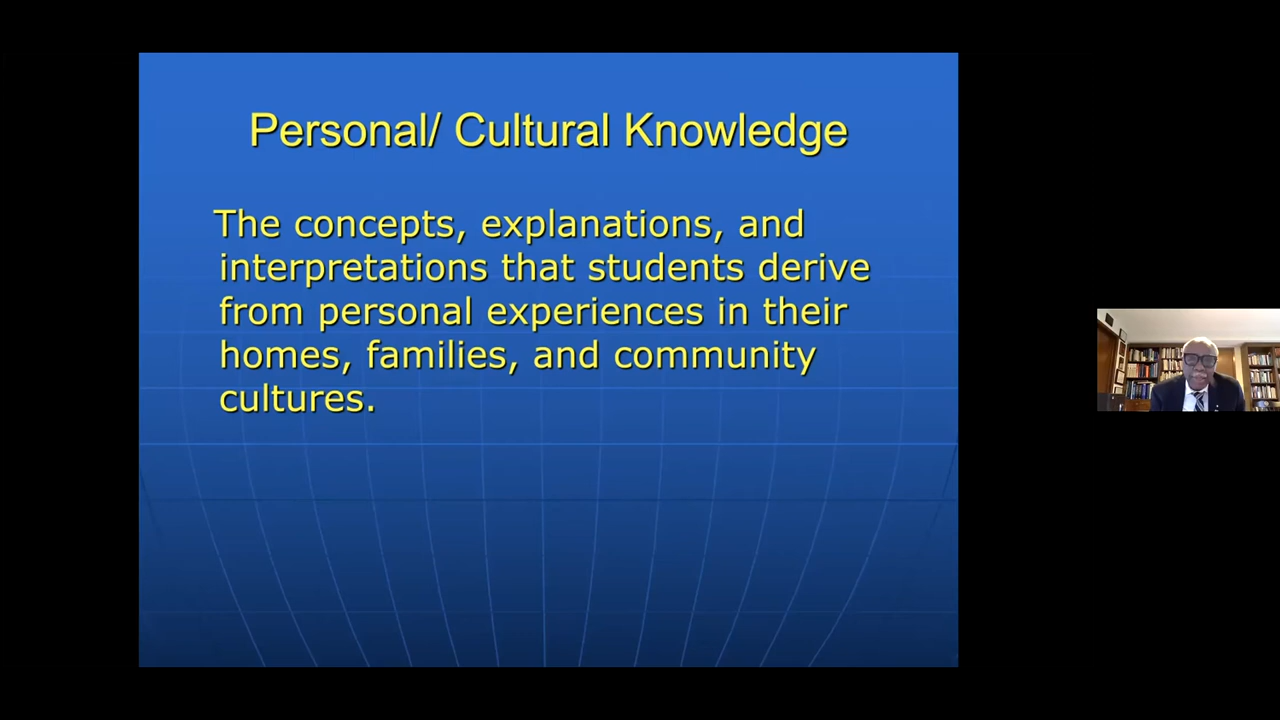 Personal/ Cultural Knowledge
The concepts, explanations, and
interpretations that students derive
from personal experiences in their
homes, families, and community
cultures.